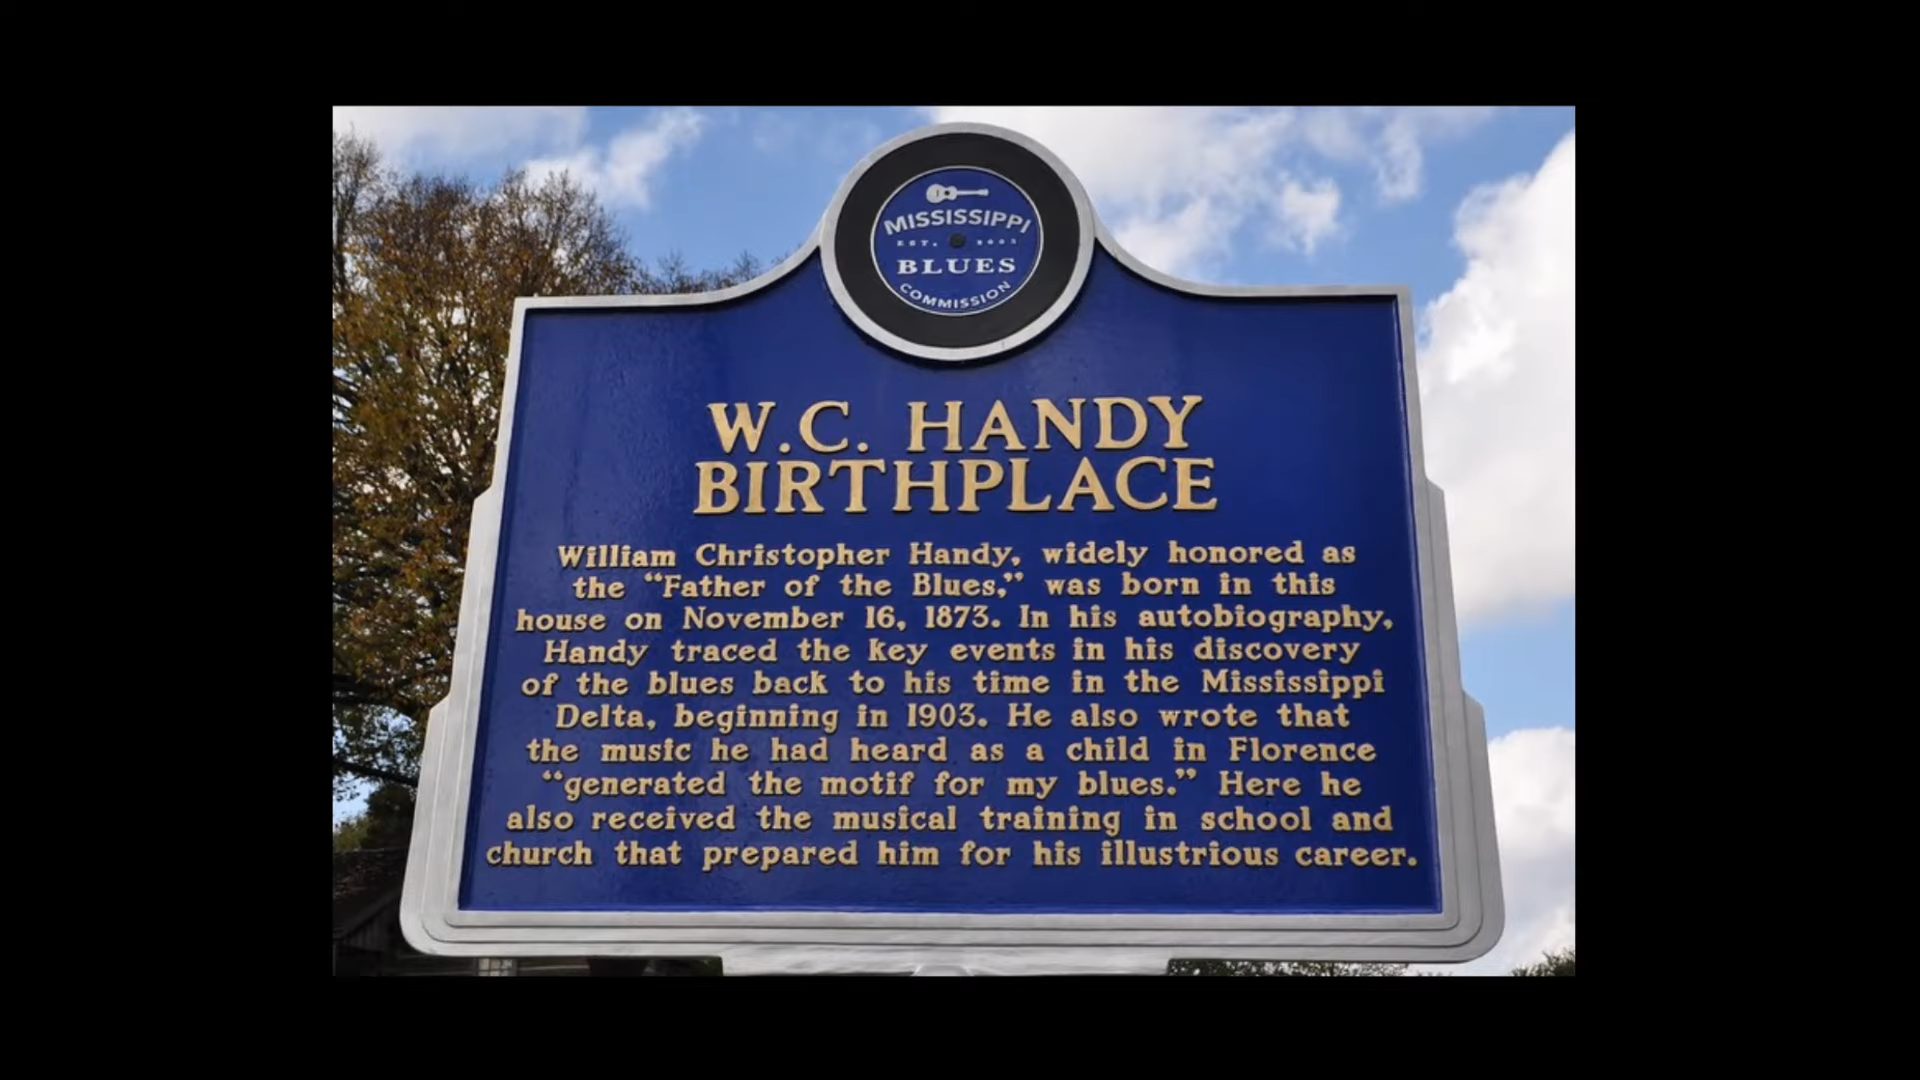 MISSISSIPPI
EST. 2003
BLUES
COMMISSION
W.C. HANDY
BIRTHPLACE
William Christopher Handy, widely honored as
the “Father of the Blues,” was born in this
house on November 16, 1873. In his autobiography,
Handy traced the key events in his discovery
of the blues back to his time in the Mississippi
Delta, beginning in 1903. He also wrote that
the music he had heard as a child in Florence
“generated the motif for my blues.” Here he
also received the musical training in school and
church that prepared him for his illustrious career.